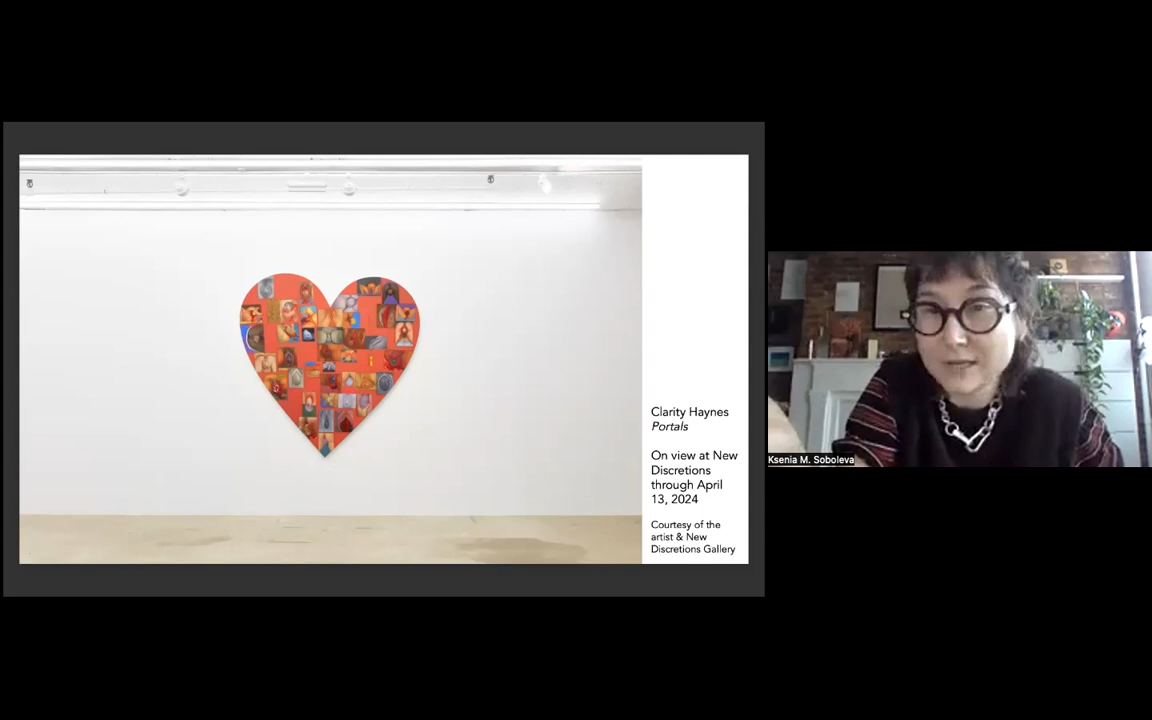 Clarity Haynes
Portals
On view at New
Discretions
through April
13, 2024
Courtesy of the
artist & New
Discretions Gallery
Ksenia M. Soboleva